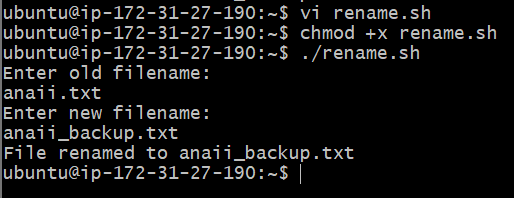 ubuntu@ip-172-31-27-190:~$ vi rename.sh
ubuntu@ip-172-31-27-190:~$ chmod +x rename.sh
ubuntu@ip-172-31-27-190:~$ ./rename.sh
Enter old filename:
anaii.txt
Enter new filename:
anaii_backup.txt
File renamed to anaii_backup.txt
ubuntu@ip-172-31-27-190:~$